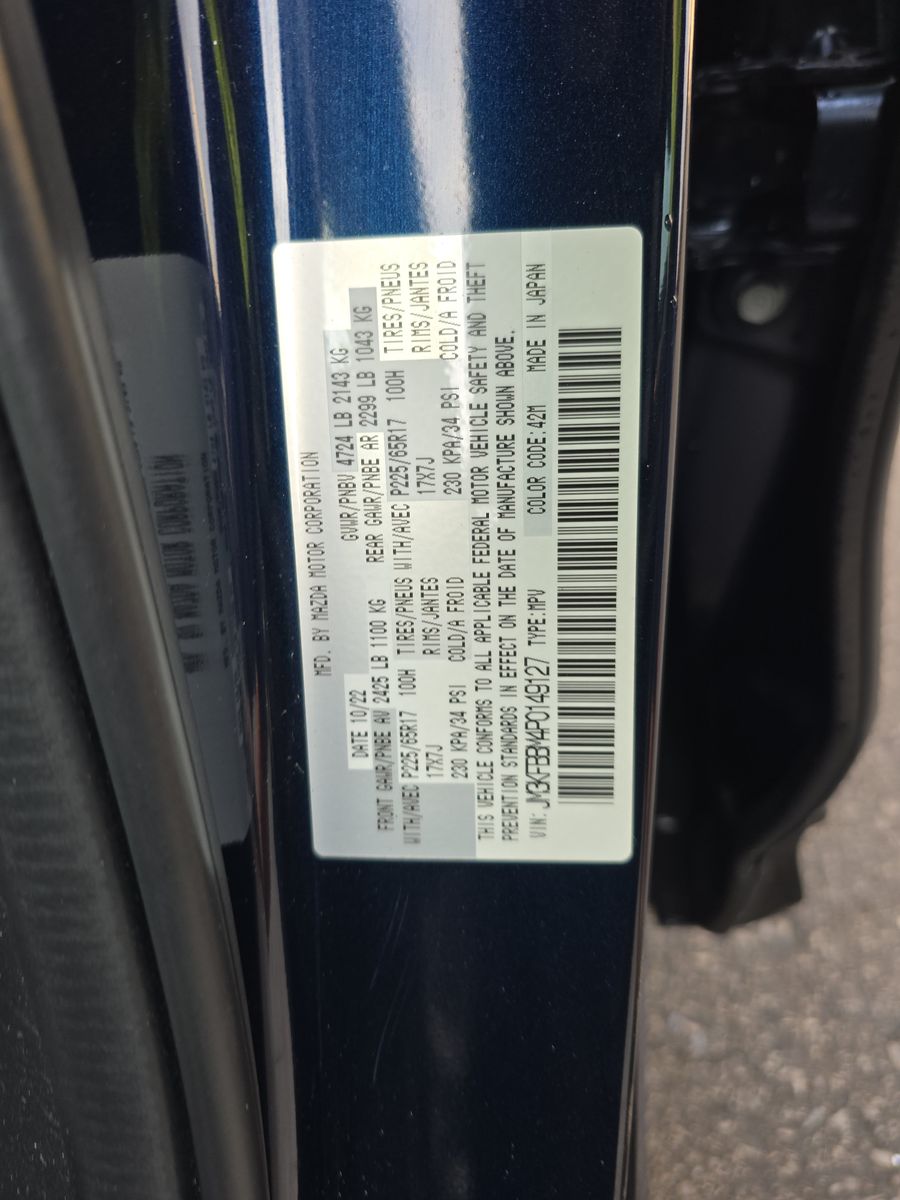 MFD. BY MAZDA MOTOR CORPORATION
DATE 10/22 GVWR/PNBV 4724 LB 2143 KG
FRONT GAWR/PNBE AV 2425 LB 1100 KG REAR GAWR/PNBE AR 2299 LB 1043 KG
WITH/AVEC P225/65R17 100H TIRES/PNEUS WITH/AVEC P225/65R17 100H TIRES/PNEUS
17X7J RIMS/JANTES 17X7J RIMS/JANTES
230 KPA/34 PSI COLD/A FROID 230 KPA/34 PSI COLD/A FROID
THIS VEHICLE CONFORMS TO ALL APPLICABLE FEDERAL MOTOR VEHICLE SAFETY AND THEFT
PREVENTION STANDARDS IN EFFECT ON THE DATE OF MANUFACTURE SHOWN ABOVE.
VIN: JM3KFBBM4P0149127 TYPE:MPV COLOR CODE:42M MADE IN JAPAN